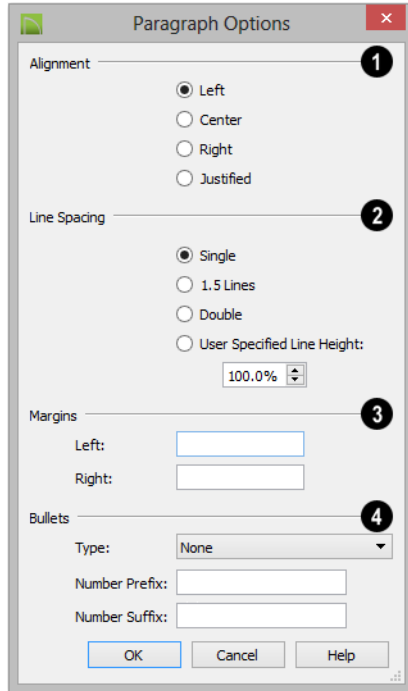 Paragraph Options
Alignment 1
Left
Center
Right
Justified
Line Spacing 2
Single
1.5 Lines
Double
User Specified Line Height:
100.0%
Margins 3
Left:
Right:
Bullets 4
Type: None
Number Prefix:
Number Suffix:
OK Cancel Help